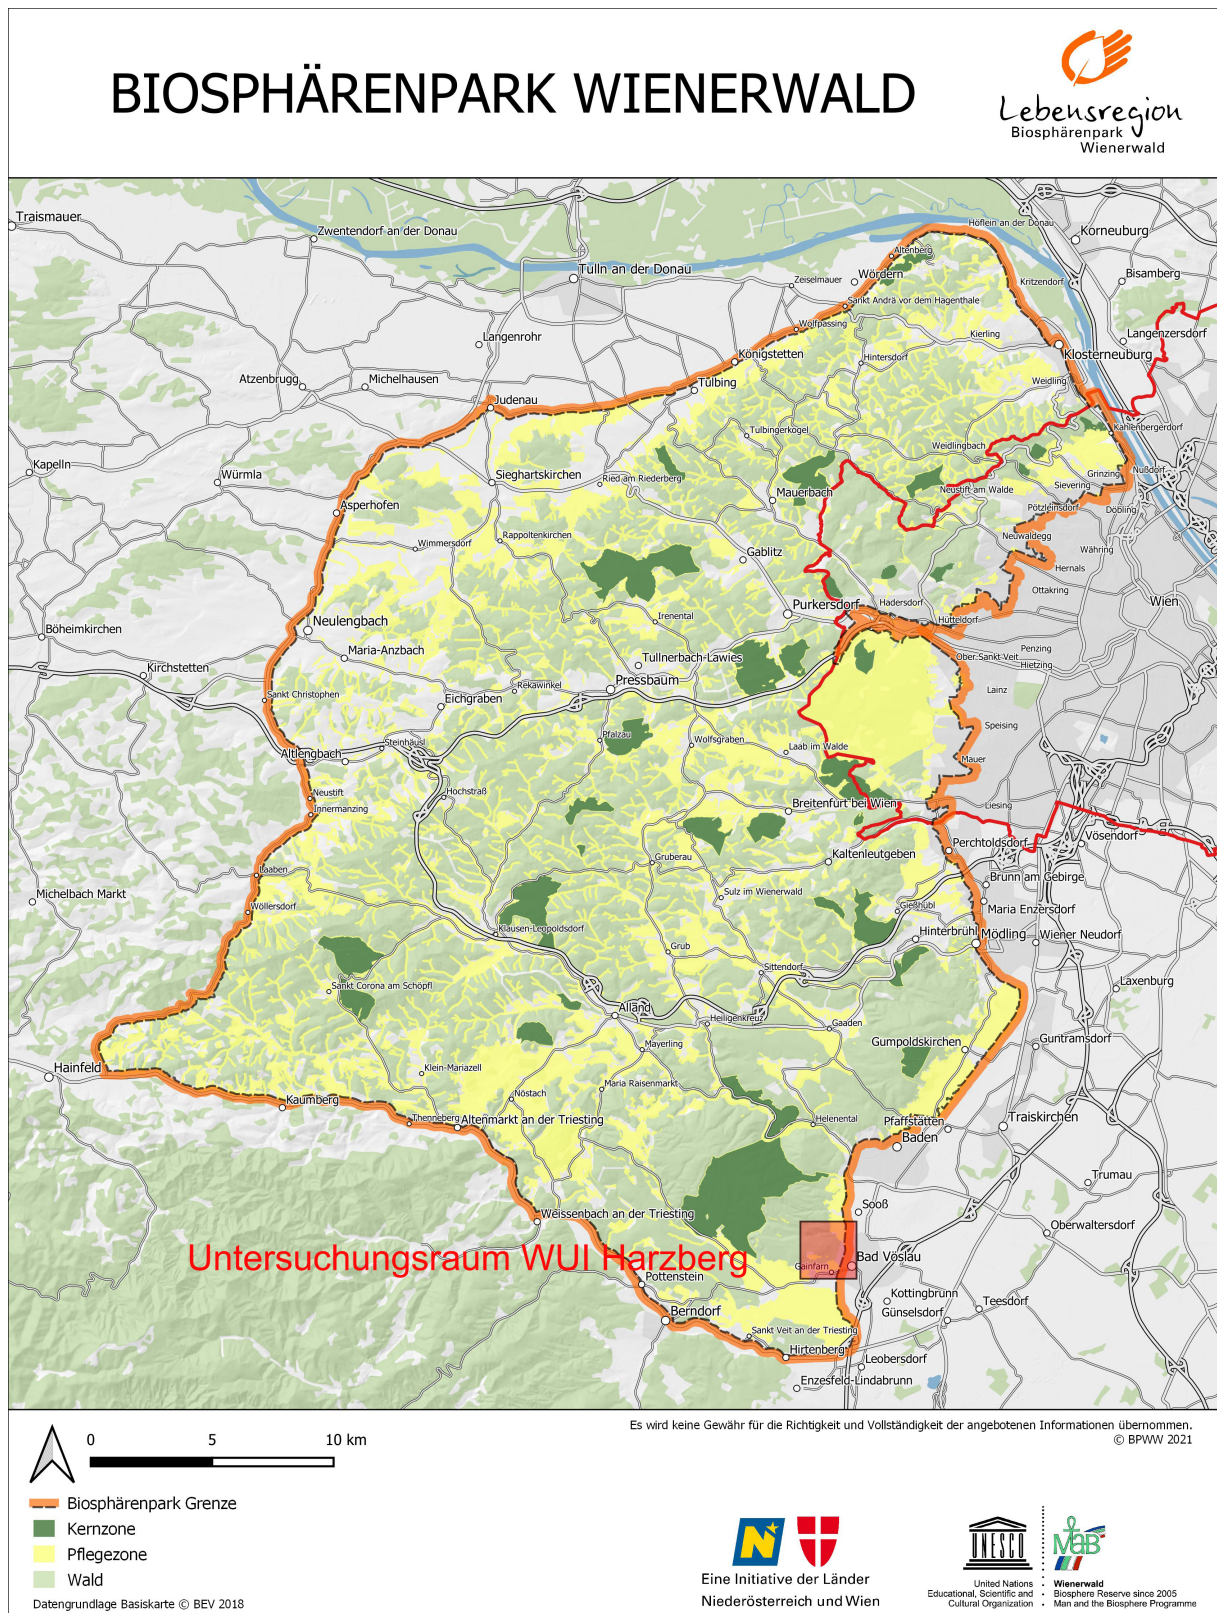 BIOSPHÄRENPARK WIENERWALD
Lebensregion
Biosphärenpark
Wienerwald
Traismauer
Zwentendorf an der Donau
Höflein an der Donau
Korneuburg
Altenberg
Tulln an der Donau
Wördern
Bisamberg
Zeiselmauer
Kritzendorf
Sankt Andrä vor dem Hagenthale
Langenrohr
Wolfpassing
Kierling
Langenzersdorf
Königstetten
Hintersdorf
Klosterneuburg
Atzenbrugg
Michelhausen
Tulbing
Weidling
Judenau
Tulbingerkogel
Kahlenbergerdorf
Weidlingbach
Kapelln
Würmla
Sieghartskirchen
Ried am Riederberg
Grinzing
Nußdorf
Neustift am Walde
Sievering
Mauerbach
Asperhofen
Pötzleinsdorf
Döbling
Rappoltenkirchen
Neuwaldegg
Wimmersdorf
Gablitz
Währing
Hernals
Ottakring
Wien
Purkersdorf
Hadersdorf
Irenental
Hütteldorf
Neulengbach
Böheimkirchen
Maria-Anzbach
Tullnerbach-Lawies
Ober Sankt Veit
Penzing
Hietzing
Kirchstetten
Pressbaum
Rekawinkel
Sankt Christophen
Eichgraben
Lainz
Speising
Steinhäusl
Pfalzau
Wolfsgraben
Laab im Walde
Altlengbach
Mauer
Neustift
Hochstraß
Innermanzing
Breitenfurt bei Wien
Liesing
Perchtoldsdorf
Vösendorf
Kaltenleutgeben
Gruberau
Laaben
Brunn am Gebirge
Michelbach Markt
Sulz im Wienerwald
Wöllersdorf
Gießhübl
Maria Enzersdorf
Klausen-Leopoldsdorf
Hinterbrühl
Mödling
Wiener Neudorf
Grub
Sittendorf
Laxenburg
Sankt Corona am Schöpfl
Alland
Heiligenkreuz
Gaaden
Guntramsdorf
Mayerling
Gumpoldskirchen
Hainfeld
Klein-Mariazell
Maria Raisenmarkt
Nöstach
Kaumberg
Thenneberg
Altenmarkt an der Triesting
Helenental
Pfaffstätten
Traiskirchen
Baden
Trumau
Sooß
Weissenbach an der Triesting
Oberwaltersdorf
Untersuchungsraum WUI Harzberg
Bad Vöslau
Gainfarn
Pottenstein
Kottingbrunn
Teesdorf
Günselsdorf
Berndorf
Sankt Veit an der Triesting
Hirtenberg
Leobersdorf
Enzesfeld-Lindabrunn
Es wird keine Gewähr für die Richtigkeit und Vollständigkeit der angebotenen Informationen übernommen.
© BPWW 2021
0 5 10 km
Biosphärenpark Grenze
Kernzone
Pflegezone
Wald
Datengrundlage Basiskarte © BEV 2018
N
Eine Initiative der Länder
Niederösterreich und Wien
UNESCO
MaB
United Nations
Educational, Scientific and
Cultural Organization
Wienerwald
Biosphere Reserve since 2005
Man and the Biosphere Programme